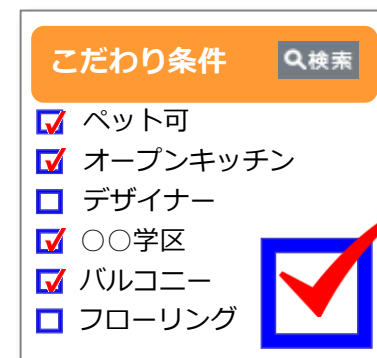 こだわり条件 検索
ペット可
オープンキッチン
デザイナー
○○学区
バルコニー
フローリング